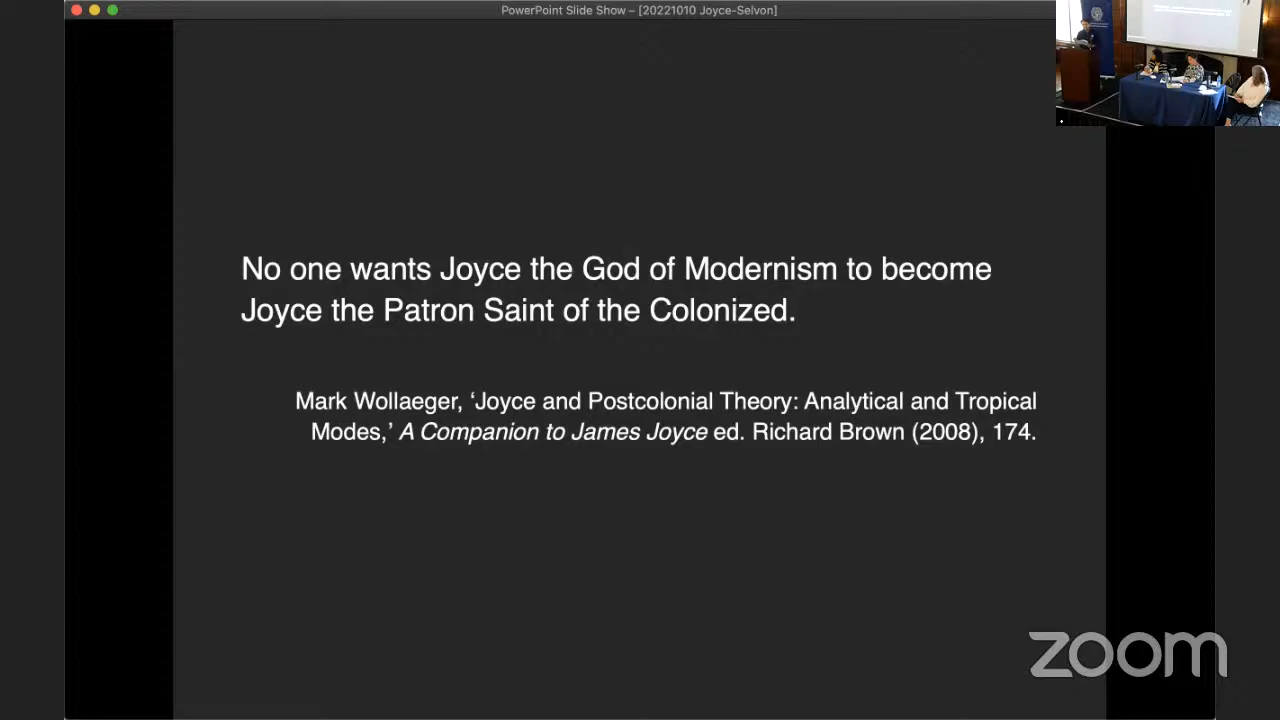 PowerPoint Slide Show – [20221010 Joyce-Selvon]
No one wants Joyce the God of Modernism to become
Joyce the Patron Saint of the Colonized.
Mark Wollaeger, ‘Joyce and Postcolonial Theory: Analytical and Tropical
Modes,’ A Companion to James Joyce ed. Richard Brown (2008), 174.
zoom